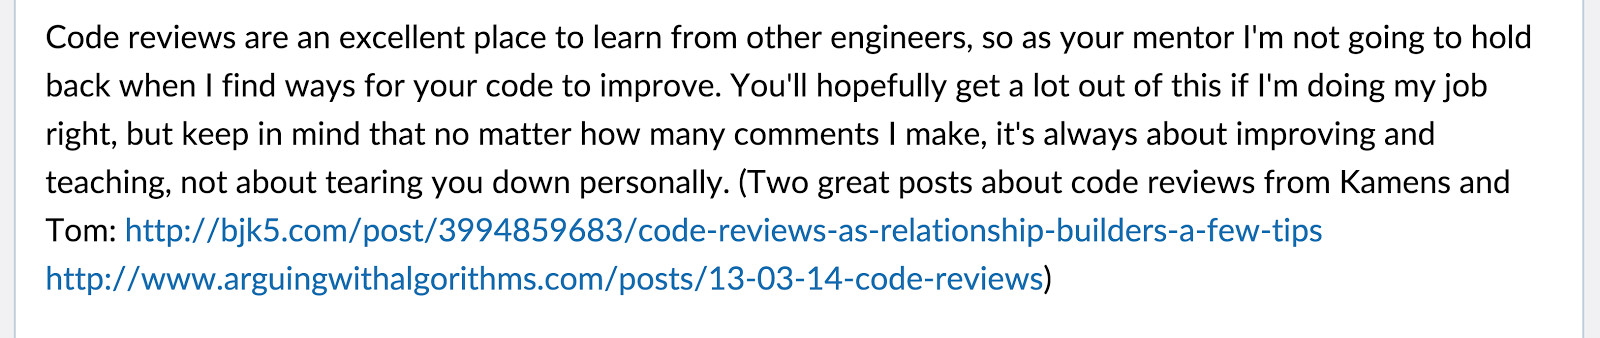 Code reviews are an excellent place to learn from other engineers, so as your mentor I'm not going to hold
back when I find ways for your code to improve. You'll hopefully get a lot out of this if I'm doing my job
right, but keep in mind that no matter how many comments I make, it's always about improving and
teaching, not about tearing you down personally. (Two great posts about code reviews from Kamens and
Tom: http://bjk5.com/post/3994859683/code-reviews-as-relationship-builders-a-few-tips
http://www.arguingwithalgorithms.com/posts/13-03-14-code-reviews)